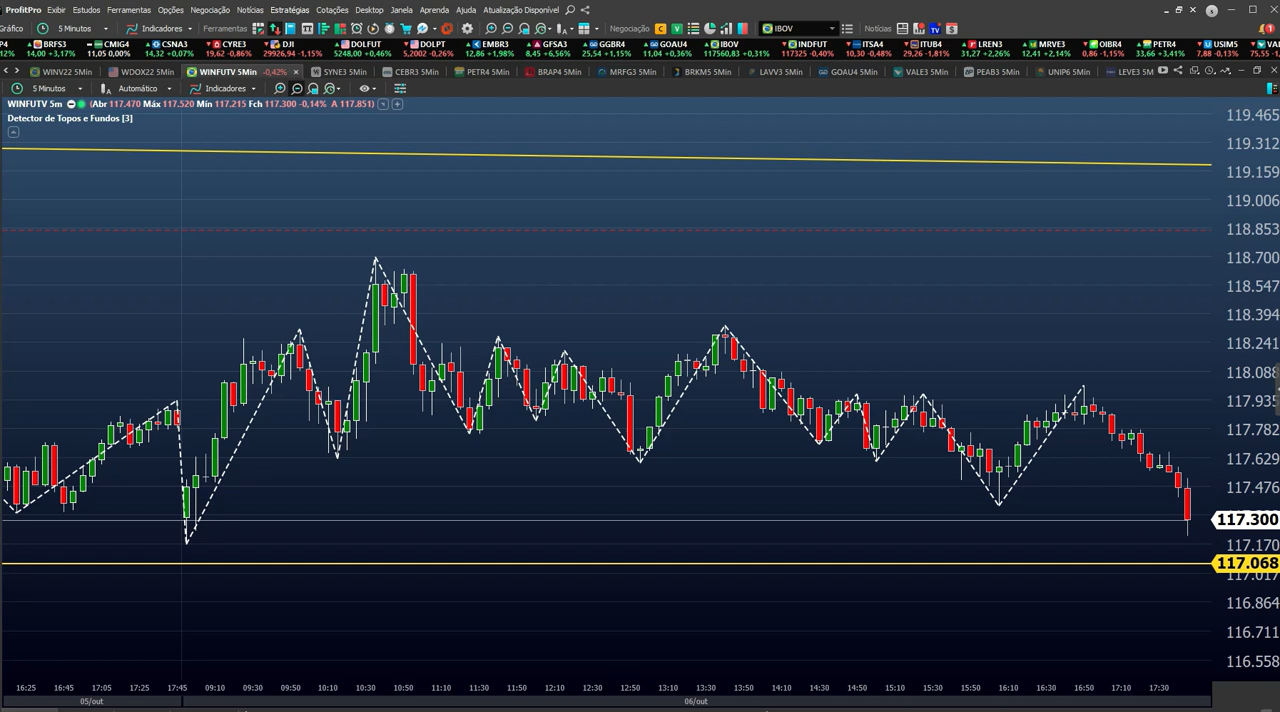 ProfitPro Exibir Estudos Ferramentas Opções Negociação Notícias Estratégias Cotações Desktop Janela Aprenda Ajuda Atualização Disponível
Gráfico 5 Minutos Indicadores Ferramentas Negociação C V IBOV Notícias TV
BRFS3 CMIG4 CSNA3 CYRE3 DJI DOLFUT DOLPT EMBR3 GFSA3 GGBR4 GOAU4 IBOV INDFUT ITSA4 ITUB4 LREN3 MRVE3 OIBR4 PETR4 USIM5
12% 14,00 +3,17% 11,05 0,00% 14,32 +0,07% 19,62 -0,86% 29926,94 -1,15% 5248,00 +0,46% 5,2002 -0,26% 12,86 +1,98% 8,45 +6,56% 25,54 +1,15% 11,04 +0,36% 117560,83 +0,31% 117325 -0,40% 10,61 -0,09% 29,26 -1,81% 31,27 +2,26% 12,41 +2,14% 0,86 -1,15% 33,66 +3,41% 7,88 -0,13%
WINV22 5Min WDOX22 5Min WINFUTV 5Min -0,42% SYNE3 5Min CEBR3 5Min PETR4 5Min BRAP4 5Min MRFG3 5Min BRKM5 5Min LAVV3 5Min GOAU4 5Min VALE3 5Min PEAB3 5Min UNIP6 5Min LEVE3 5Min
5 Minutos Automático Indicadores
WINFUTV 5m (Abr 117.470 Máx 117.520 Mín 117.215 Fch 117.300 -0,14% A 117.851)
Detector de Topos e Fundos [3]
119.465
119.312
119.159
119.006
118.853
118.700
118.547
118.394
118.241
118.088
117.935
117.782
117.629
117.476
117.300
117.170
117.068
117.017
116.864
116.711
116.558
16:25 16:45 17:05 17:25 17:45 09:10 09:30 09:50 10:10 10:30 10:50 11:10 11:30 11:50 12:10 12:30 12:50 13:10 13:30 13:50 14:10 14:30 14:50 15:10 15:30 15:50 16:10 16:30 16:50 17:10 17:30
05/out 06/out